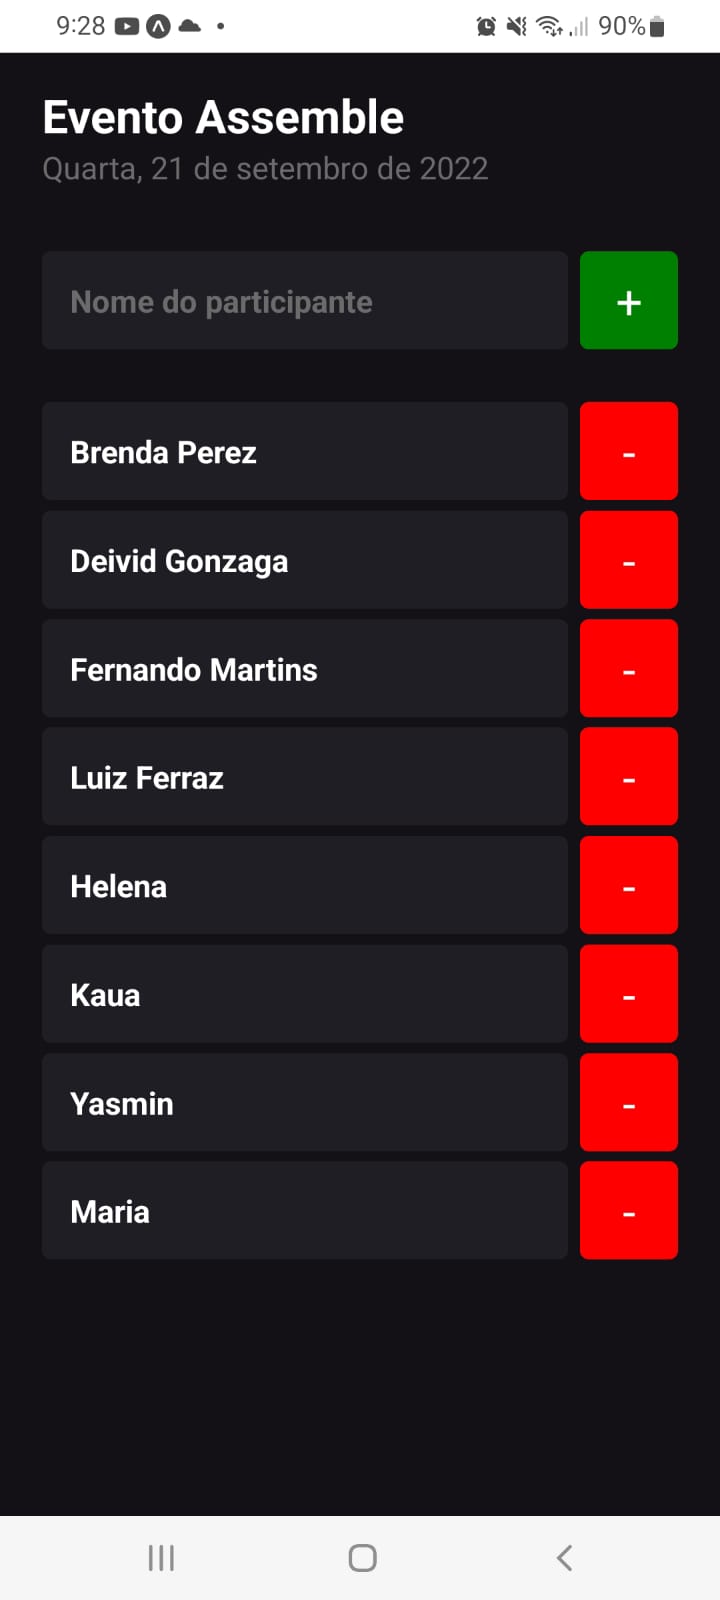 9:28
90%
Evento Assemble
Quarta, 21 de setembro de 2022
Nome do participante
+
Brenda Perez
-
Deivid Gonzaga
-
Fernando Martins
-
Luiz Ferraz
-
Helena
-
Kaua
-
Yasmin
-
Maria
-